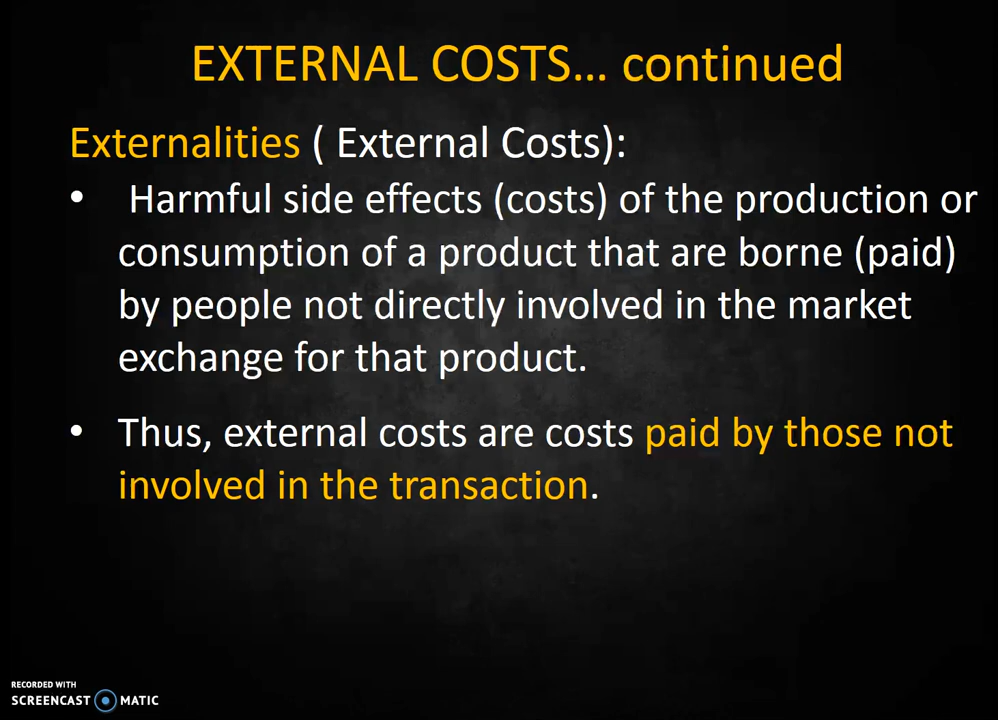 EXTERNAL COSTS... continued
Externalities ( External Costs):
• Harmful side effects (costs) of the production or
consumption of a product that are borne (paid)
by people not directly involved in the market
exchange for that product.
• Thus, external costs are costs paid by those not
involved in the transaction.
RECORDED WITH
SCREENCAST MATIC